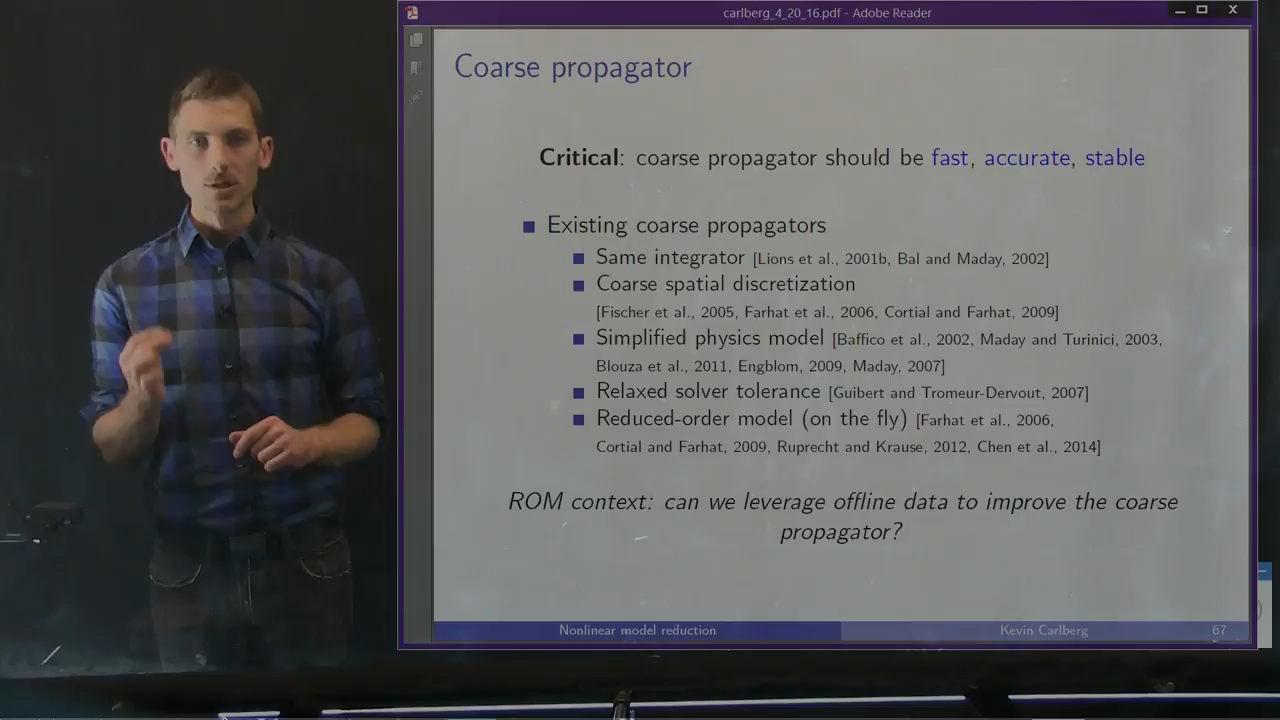 carlberg_4_20_16.pdf - Adobe Reader
Coarse propagator
Critical: coarse propagator should be fast, accurate, stable
Existing coarse propagators
Same integrator [Lions et al., 2001b, Bal and Maday, 2002]
Coarse spatial discretization
[Fischer et al., 2005, Farhat et al., 2006, Cortial and Farhat, 2009]
Simplified physics model [Baffico et al., 2002, Maday and Turinici, 2003,
Blouza et al., 2011, Engblom, 2009, Maday, 2007]
Relaxed solver tolerance [Guibert and Tromeur-Dervout, 2007]
Reduced-order model (on the fly) [Farhat et al., 2006,
Cortial and Farhat, 2009, Ruprecht and Krause, 2012, Chen et al., 2014]
ROM context: can we leverage offline data to improve the coarse
propagator?
Nonlinear model reduction Kevin Carlberg 67